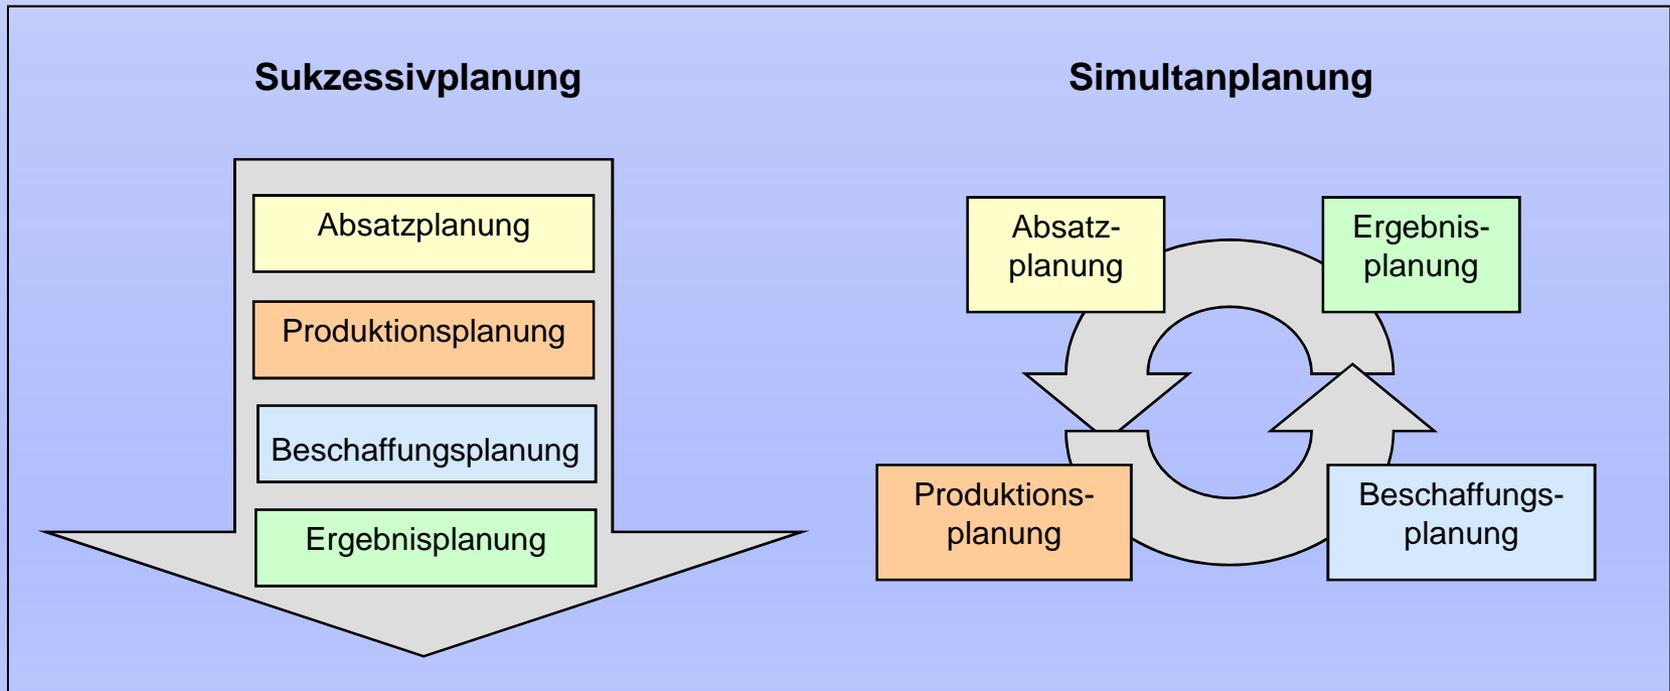 Sukzessivplanung
Absatzplanung
Produktionsplanung
Beschaffungsplanung
Ergebnisplanung
Simultanplanung
Absatz-
planung
Ergebnis-
planung
Produktions-
planung
Beschaffungs-
planung